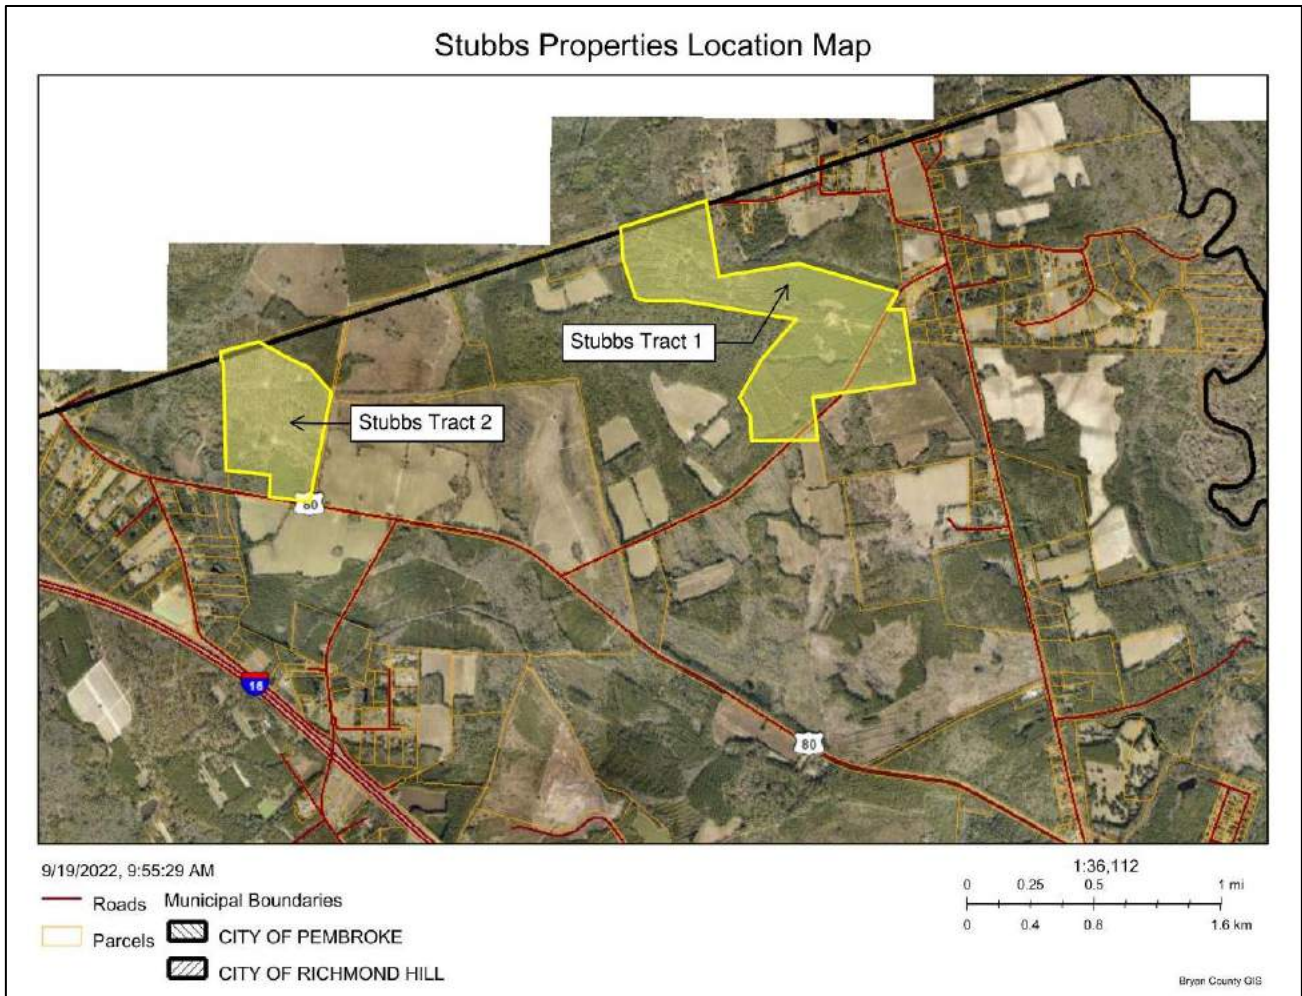 Stubbs Properties Location Map
Stubbs Tract 1
Stubbs Tract 2
80
16
80
9/19/2022, 9:55:29 AM
Roads
Parcels
Municipal Boundaries
CITY OF PEMBROKE
CITY OF RICHMOND HILL
1:36,112
0 0.25 0.5 1 mi
0 0.4 0.8 1.6 km
Bryan County GIS